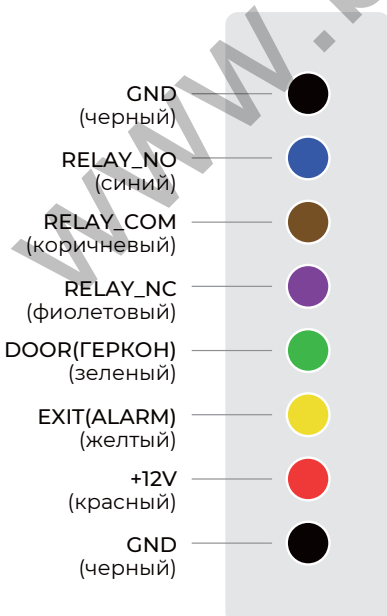 GND
(черный)
RELAY_NO
(синий)
RELAY_COM
(коричневый)
RELAY_NC
(фиолетовый)
DOOR(ГЕРКОН)
(зеленый)
EXIT(ALARM)
(желтый)
+12V
(красный)
GND
(черный)